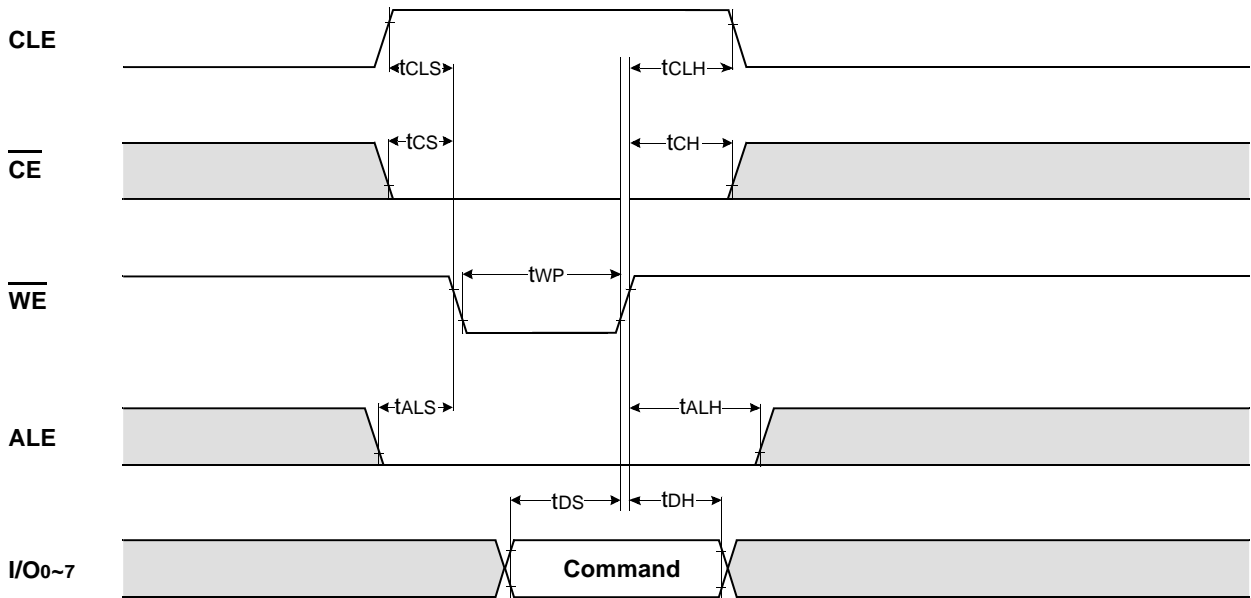 CLE
tCLS
tCLH
CE
tCS
tCH
WE
tWP
ALE
tALS
tALH
tDS
tDH
I/O0~7
Command